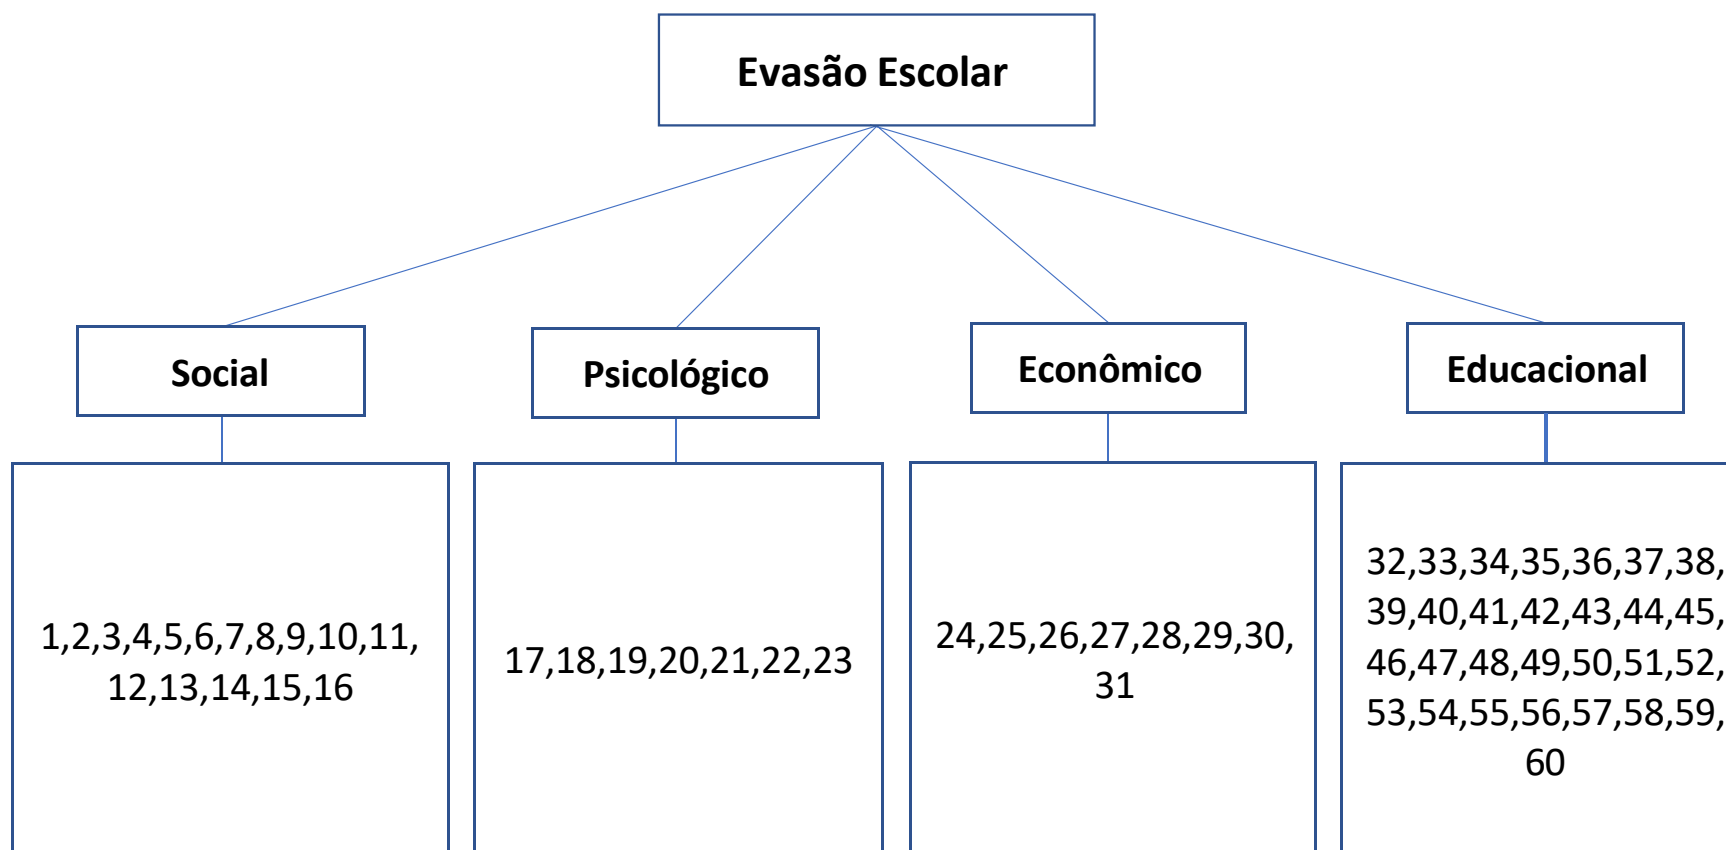 Evasão Escolar
Social
Psicológico
Econômico
Educacional
1,2,3,4,5,6,7,8,9,10,11,
12,13,14,15,16
17,18,19,20,21,22,23
24,25,26,27,28,29,30,
31
32,33,34,35,36,37,38,
39,40,41,42,43,44,45,
46,47,48,49,50,51,52,
53,54,55,56,57,58,59,
60